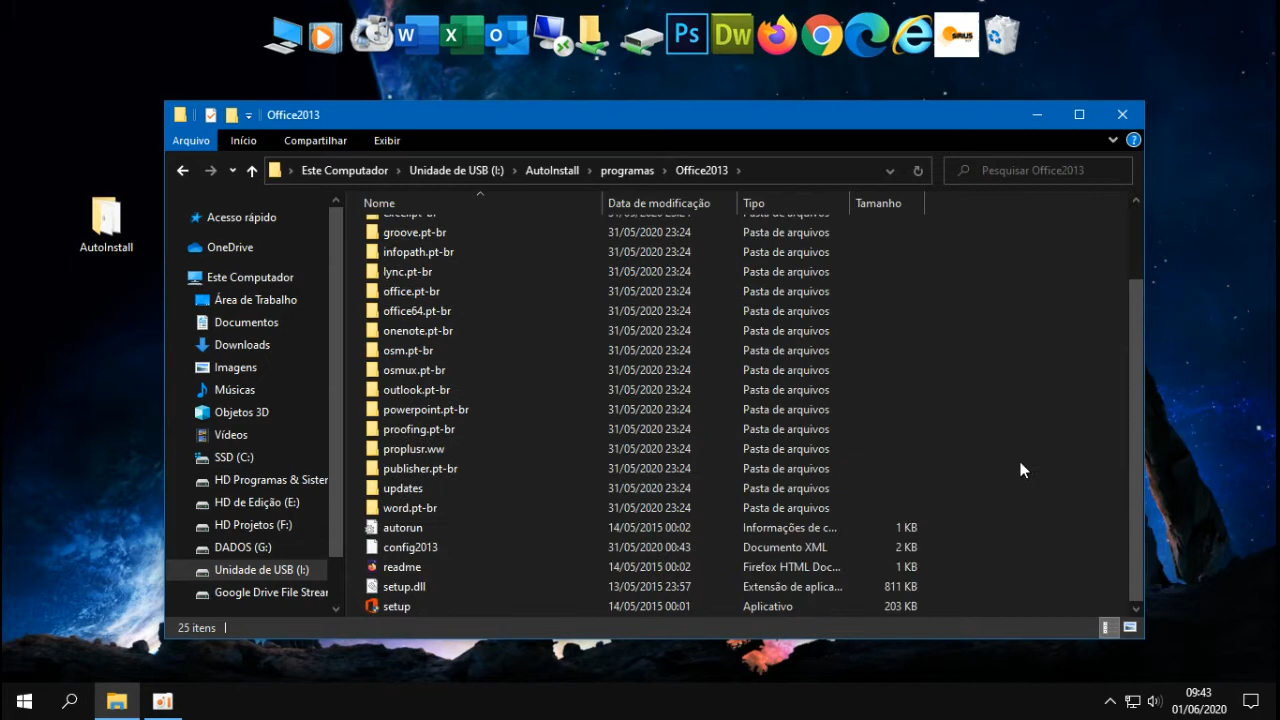 W X O Ps Dw SIRIUS
Office2013
Arquivo Início Compartilhar Exibir
Este Computador Unidade de USB (I:) AutoInstall programas Office2013 Pesquisar Office2013
Nome Data de modificação Tipo Tamanho
excel.pt-br 31/05/2020 23:24 Pasta de arquivos
Acesso rápido
OneDrive
Este Computador
Área de Trabalho
Documentos
Downloads
Imagens
Músicas
Objetos 3D
Vídeos
SSD (C:)
HD Programas & Sister
HD de Edição (E:)
HD Projetos (F:)
DADOS (G:)
Unidade de USB (I:)
Google Drive File Strear
groove.pt-br 31/05/2020 23:24 Pasta de arquivos
infopath.pt-br 31/05/2020 23:24 Pasta de arquivos
lync.pt-br 31/05/2020 23:24 Pasta de arquivos
office.pt-br 31/05/2020 23:24 Pasta de arquivos
office64.pt-br 31/05/2020 23:24 Pasta de arquivos
onenote.pt-br 31/05/2020 23:24 Pasta de arquivos
osm.pt-br 31/05/2020 23:24 Pasta de arquivos
osmux.pt-br 31/05/2020 23:24 Pasta de arquivos
outlook.pt-br 31/05/2020 23:24 Pasta de arquivos
powerpoint.pt-br 31/05/2020 23:24 Pasta de arquivos
proofing.pt-br 31/05/2020 23:24 Pasta de arquivos
proplusr.ww 31/05/2020 23:24 Pasta de arquivos
publisher.pt-br 31/05/2020 23:24 Pasta de arquivos
updates 31/05/2020 23:24 Pasta de arquivos
word.pt-br 31/05/2020 23:24 Pasta de arquivos
autorun 14/05/2015 00:02 Informações de c... 1 KB
config2013 31/05/2020 00:43 Documento XML 2 KB
readme 14/05/2015 00:02 Firefox HTML Doc... 1 KB
setup.dll 13/05/2015 23:57 Extensão de aplica... 811 KB
setup 14/05/2015 00:01 Aplicativo 203 KB
25 itens
AutoInstall
09:43
01/06/2020